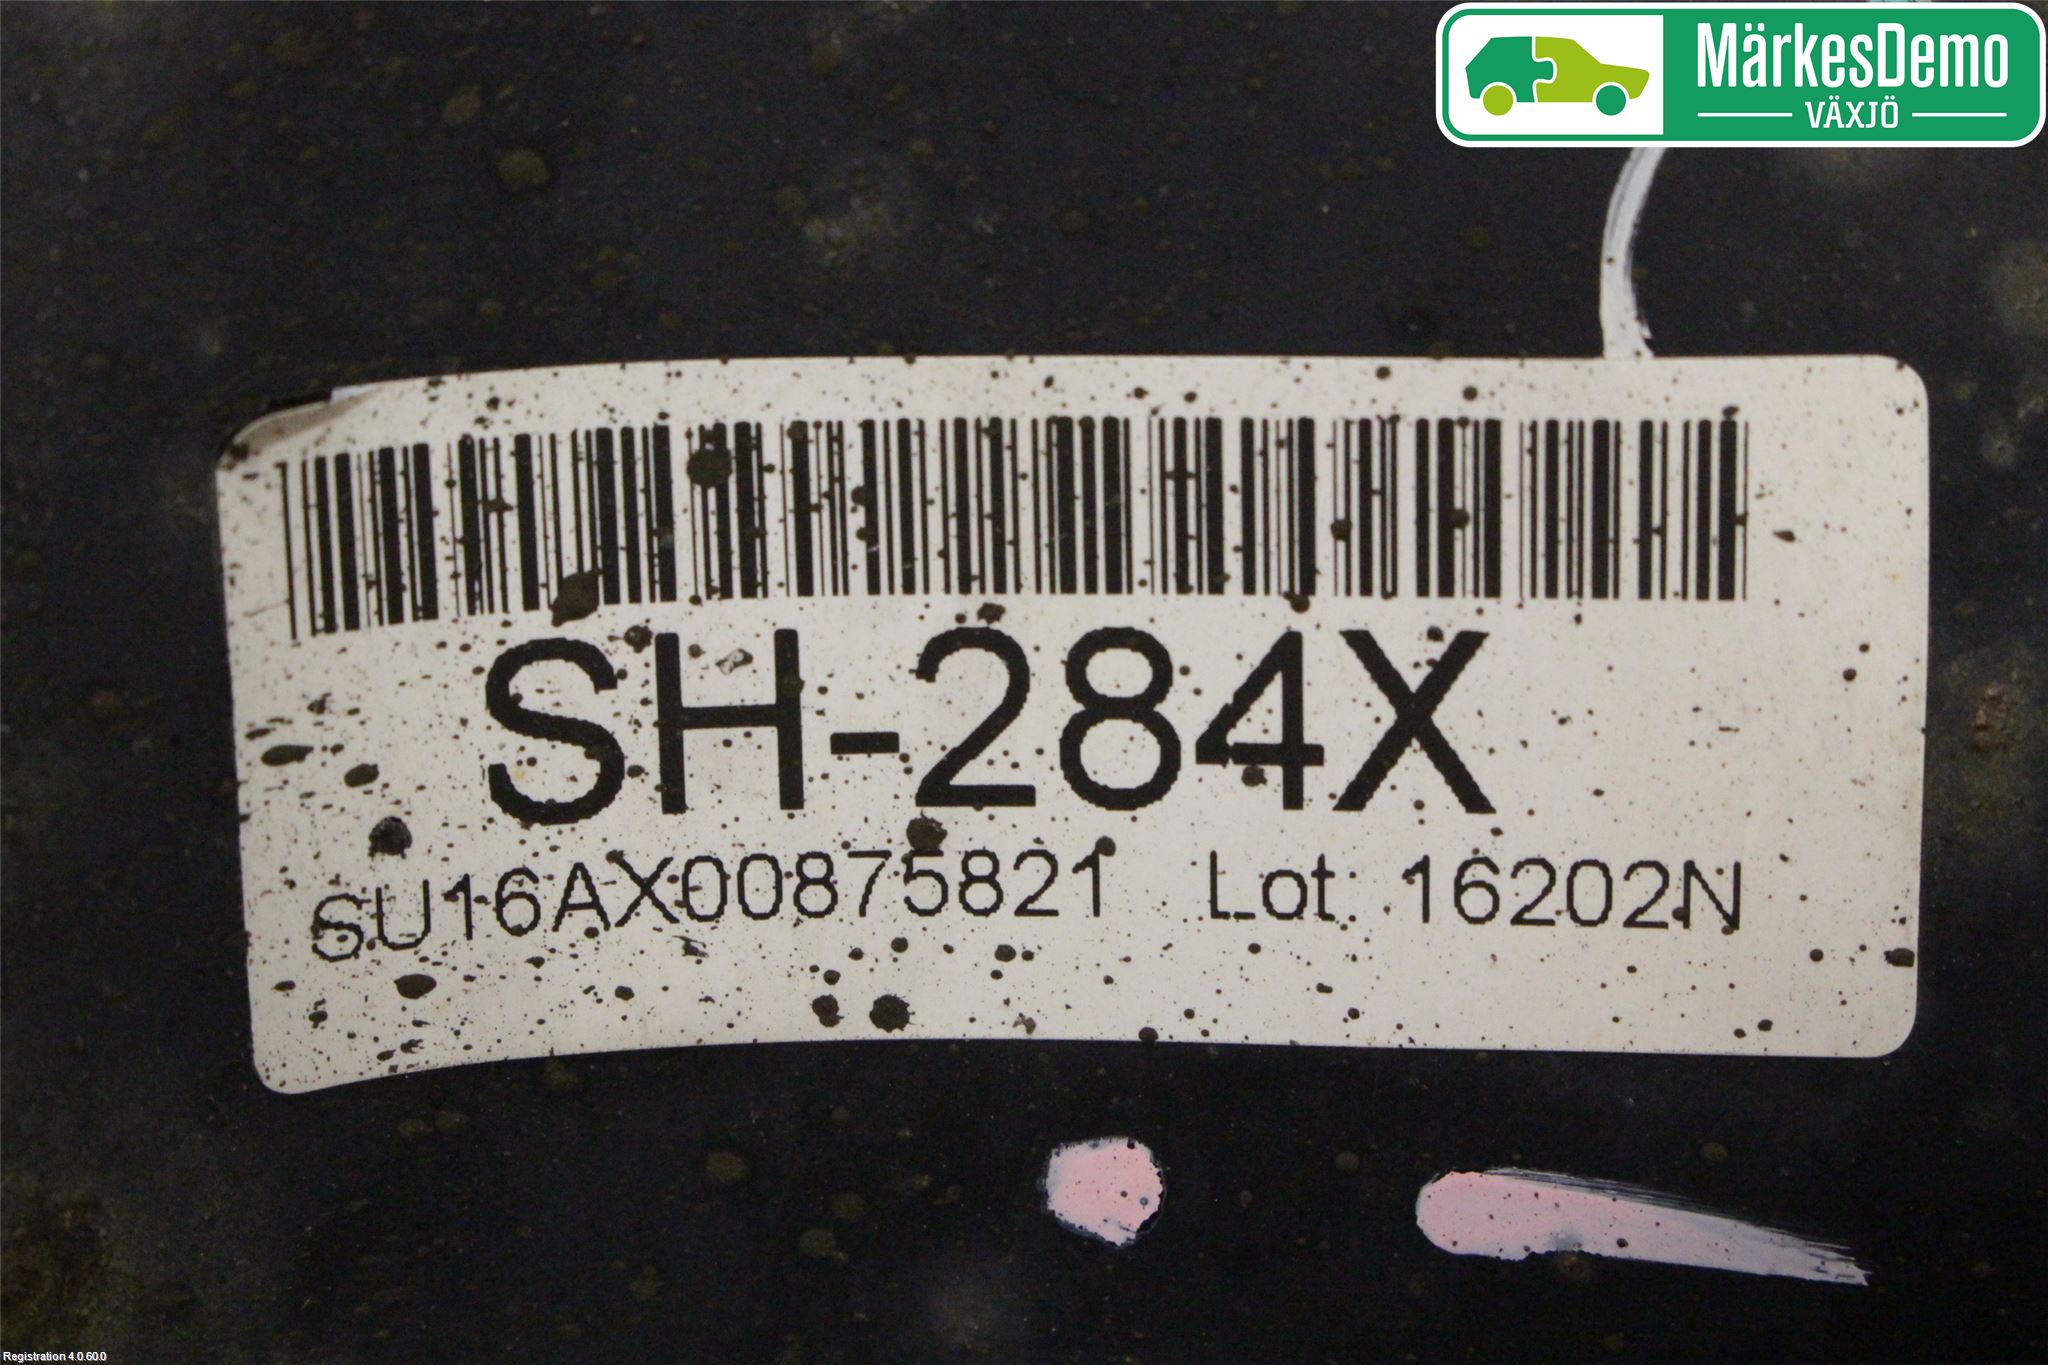 MärkesDemo
VÄXJÖ
SH-284X
SU16AX00875821 Lot: 16202N
Registration 4.0.60.0